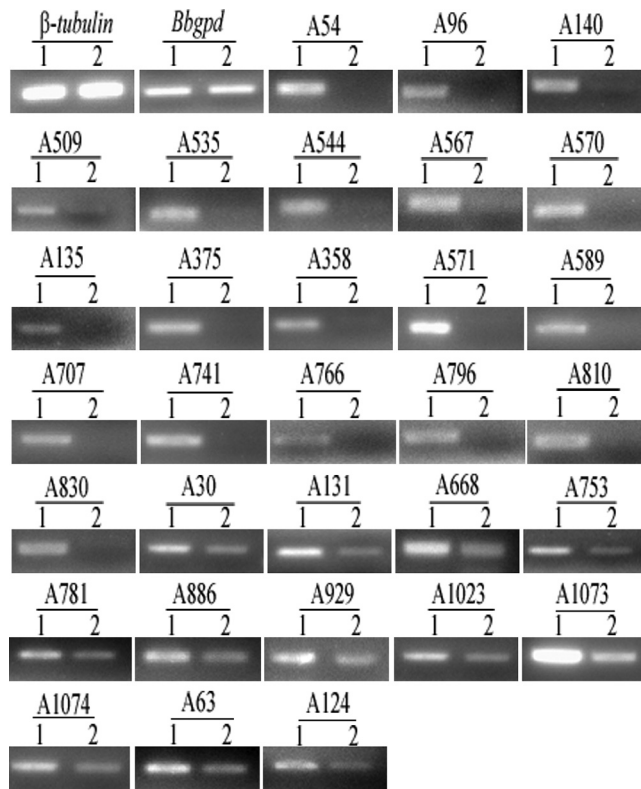 β-tubulin Bbgpd A54 A96 A140
1 2 1 2 1 2 1 2 1 2
A509 A535 A544 A567 A570
1 2 1 2 1 2 1 2 1 2
A135 A375 A358 A571 A589
1 2 1 2 1 2 1 2 1 2
A707 A741 A766 A796 A810
1 2 1 2 1 2 1 2 1 2
A830 A30 A131 A668 A753
1 2 1 2 1 2 1 2 1 2
A781 A886 A929 A1023 A1073
1 2 1 2 1 2 1 2 1 2
A1074 A63 A124
1 2 1 2 1 2